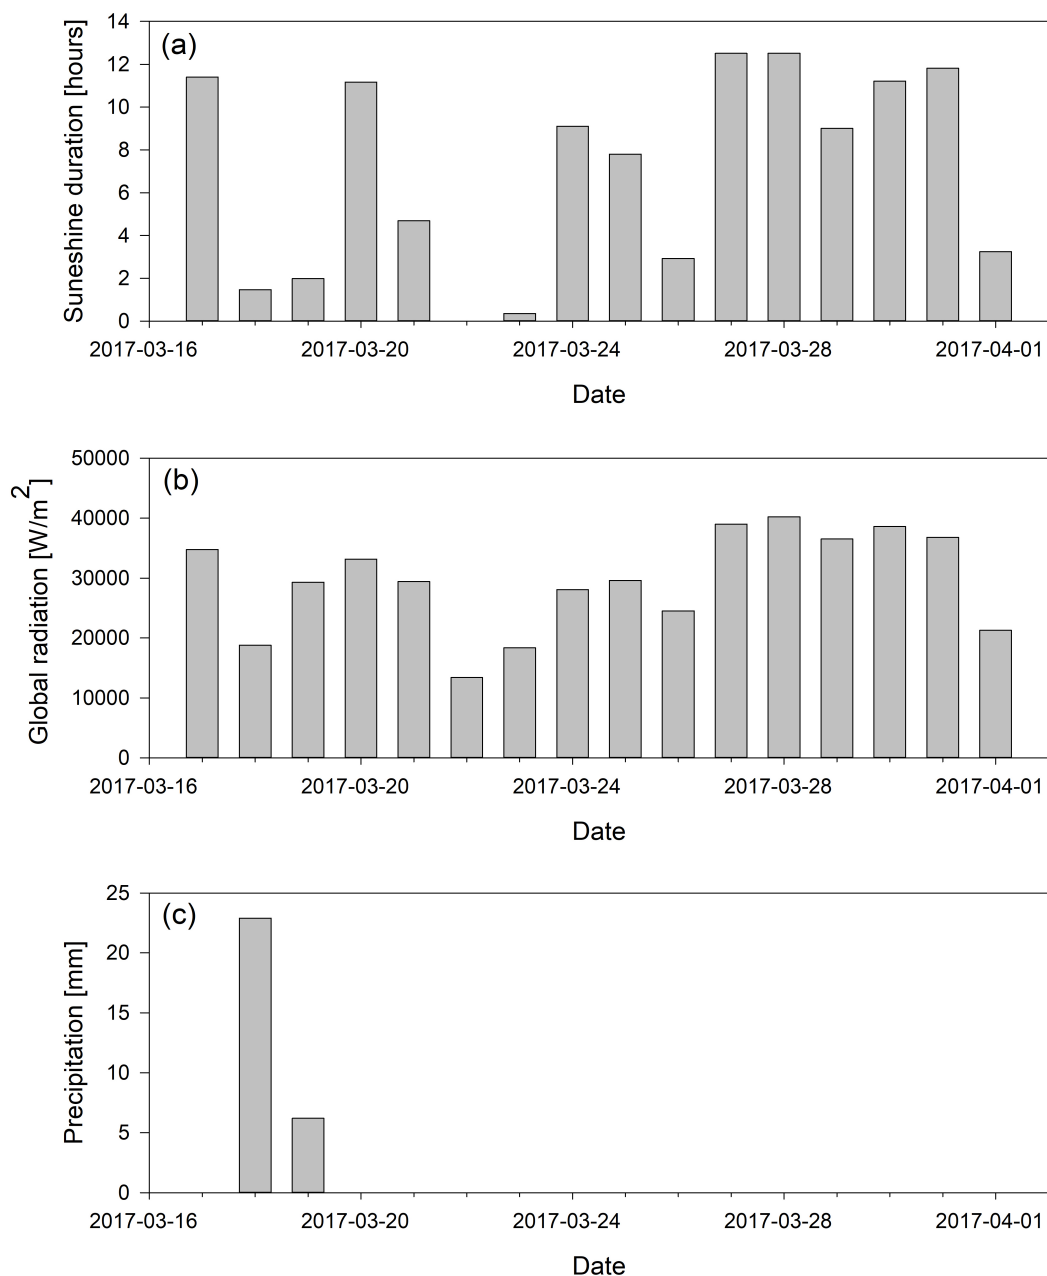 (a)
Suneshine duration [hours]
14
12
10
8
6
4
2
0
2017-03-16 2017-03-20 2017-03-24 2017-03-28 2017-04-01
Date
(b)
Global radiation [W/m²]
50000
40000
30000
20000
10000
0
2017-03-16 2017-03-20 2017-03-24 2017-03-28 2017-04-01
Date
(c)
Precipitation [mm]
25
20
15
10
5
0
2017-03-16 2017-03-20 2017-03-24 2017-03-28 2017-04-01
Date